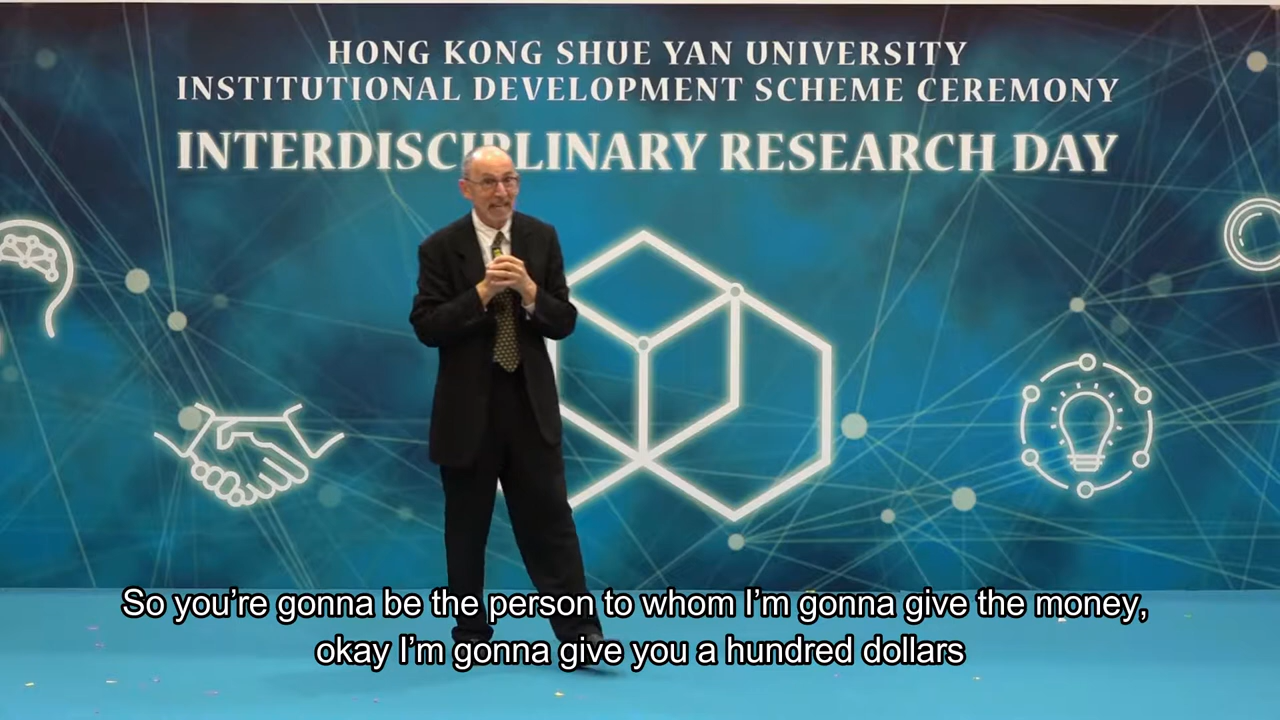 HONG KONG SHUE YAN UNIVERSITY
INSTITUTIONAL DEVELOPMENT SCHEME CEREMONY
INTERDISCIPLINARY RESEARCH DAY
So you’re gonna be the person to whom I’m gonna give the money,
okay I’m gonna give you a hundred dollars